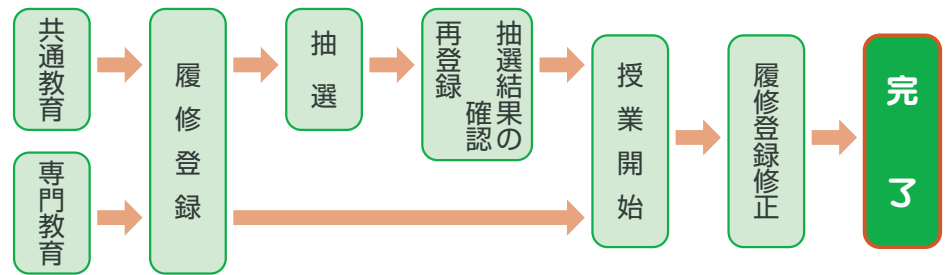 共通教育
専門教育
履修登録
抽選
抽選結果の
確認
再登録
授業開始
履修登録修正
完了